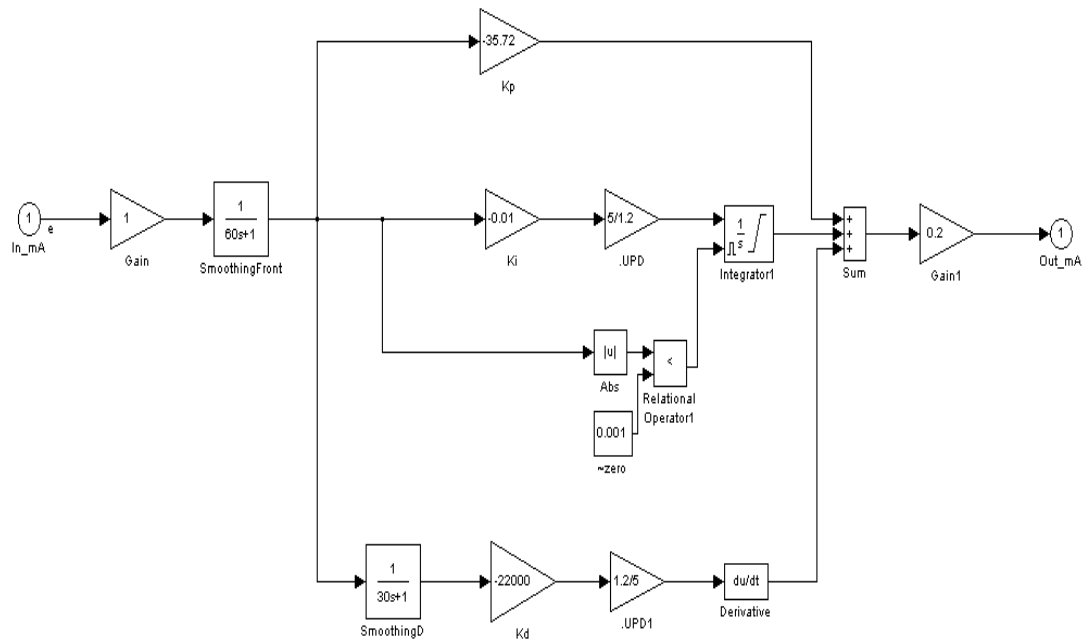 -35.72
Kp
1
In_mA
e
1
Gain
1
60s+1
SmoothingFront
-0.01
Ki
5/1.2
.UPD
1
s
Integrator1
+
+
+
Sum
0.2
Gain1
1
Out_mA
|u|
Abs
<
Relational
Operator1
0.001
~zero
1
30s+1
SmoothingD
-22000
Kd
1.2/5
.UPD1
du/dt
Derivative